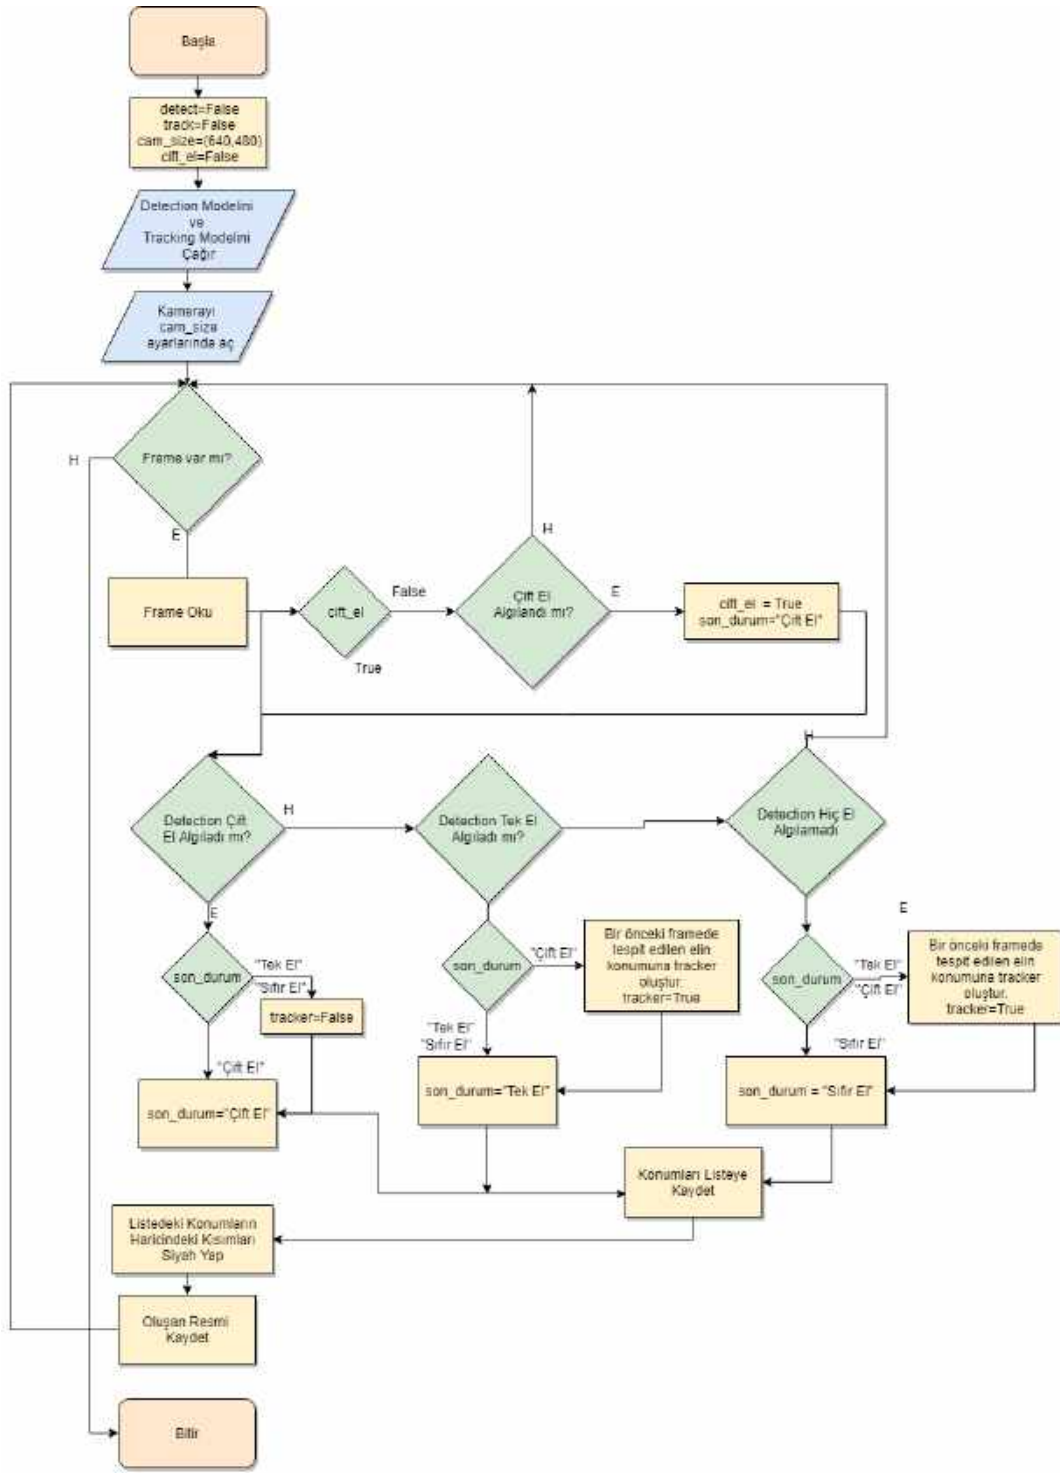 Başla
detect=False
track=False
cam_size=(640,480)
cift_el=False
Detection Modelini
ve
Tracking Modelini
Çağır
Kamerayı
cam_size
ayarlarında aç
Frame var mı?
H
E
Frame Oku
cift_el
False
True
Çift El
Algılandı mı?
H
E
cift_el = True
son_durum="Çift El"
Detection Çift
El Algıladı mı?
H
E
Detection Tek El
Algıladı mı?
Detection Hiç El
Algılamadı
H
E
son_durum
"Tek El"
"Sıfır El"
tracker=False
"Çift El"
son_durum="Çift El"
son_durum
"Çift El"
Bir önceki framede
tespit edilen elin
konumuna tracker
oluştur.
tracker=True
"Tek El"
"Sıfır El"
son_durum="Tek El"
son_durum
"Tek El"
"Çift El"
Bir önceki framede
tespit edilen elin
konumuna tracker
oluştur.
tracker=True
"Sıfır El"
son_durum = "Sıfır El"
Konumları Listeye
Kaydet
Listedeki Konumların
Haricindeki Kısımları
Siyah Yap
Oluşan Resmi
Kaydet
Bitir